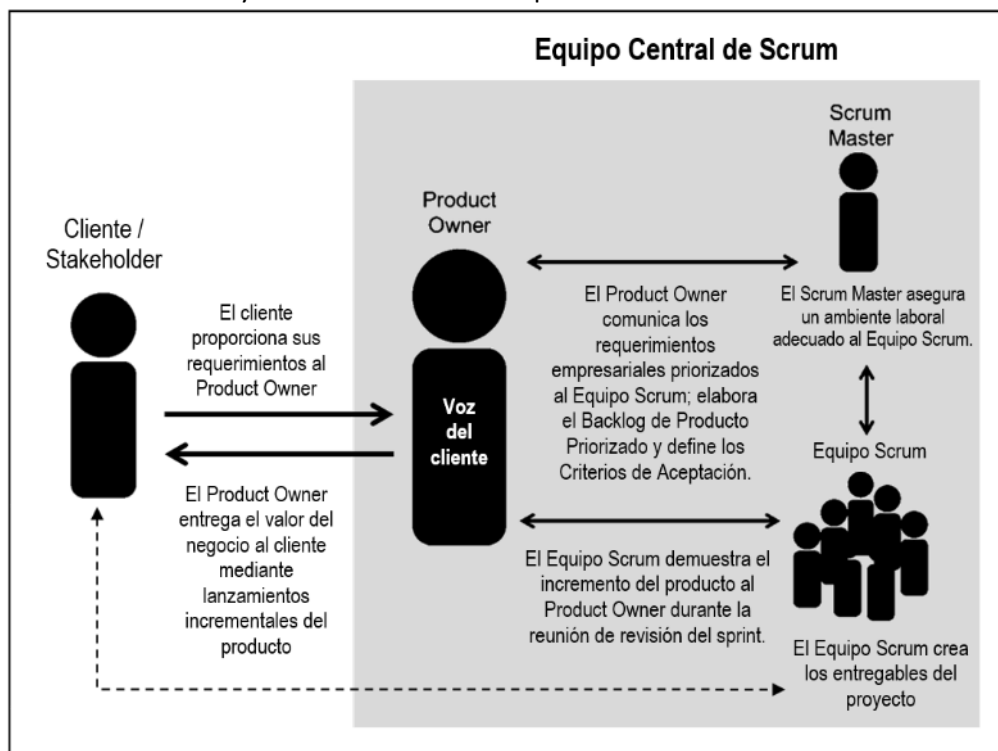 Equipo Central de Scrum
Scrum
Master
Product
Owner
Cliente /
Stakeholder
El cliente
proporciona sus
requerimientos al
Product Owner
Voz
del
cliente
El Product Owner
comunica los
requerimientos
empresariales priorizados
al Equipo Scrum; elabora
el Backlog de Producto
Priorizado y define los
Criterios de Aceptación.
El Scrum Master asegura
un ambiente laboral
adecuado al Equipo Scrum.
Equipo Scrum
El Product Owner
entrega el valor del
negocio al cliente
mediante
lanzamientos
incrementales del
producto
El Equipo Scrum demuestra el
incremento del producto al
Product Owner durante la
reunión de revisión del sprint.
El Equipo Scrum crea
los entregables del
proyecto